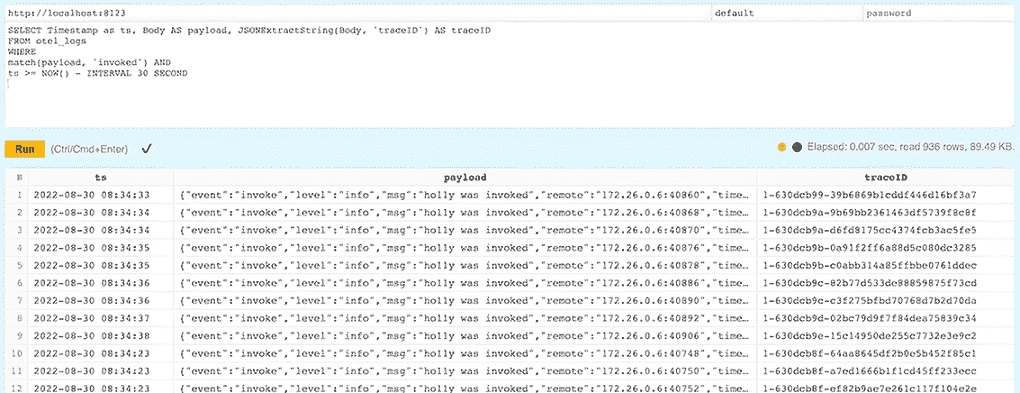 http://localhost:8123 default password
SELECT Timestamp as ts, Body AS payload, JSONExtractString(Body, `traceID`) AS traceID
FROM otel_logs
WHERE
match(payload, 'invoked') AND
ts >= NOW() - INTERVAL 30 SECOND
Run (Ctrl/Cmd+Enter) ✔ Elapsed: 0.007 sec, read 936 rows, 89.49 KB.
№ ts payload traceID
1 2022-08-30 08:34:33 {"event":"invoke","level":"info","msg":"holly was invoked","remote":"172.26.0.6:40860","time… 1-630dcb99-39b6869b1cddf446d16bf3a7
2 2022-08-30 08:34:34 {"event":"invoke","level":"info","msg":"holly was invoked","remote":"172.26.0.6:40868","time… 1-630dcb9a-9b69bb2361463df5739f8c8f
3 2022-08-30 08:34:34 {"event":"invoke","level":"info","msg":"holly was invoked","remote":"172.26.0.6:40870","time… 1-630dcb9a-d6fd8175cc4374feb3ac5fe5
4 2022-08-30 08:34:35 {"event":"invoke","level":"info","msg":"holly was invoked","remote":"172.26.0.6:40876","time… 1-630dcb9b-0a91f2ff6a88d5c080dc3285
5 2022-08-30 08:34:35 {"event":"invoke","level":"info","msg":"holly was invoked","remote":"172.26.0.6:40878","time… 1-630dcb9b-c0abb314a85ffbbe0761ddec
6 2022-08-30 08:34:36 {"event":"invoke","level":"info","msg":"holly was invoked","remote":"172.26.0.6:40886","time… 1-630dcb9c-82b77d533de88859875f73cd
7 2022-08-30 08:34:36 {"event":"invoke","level":"info","msg":"holly was invoked","remote":"172.26.0.6:40890","time… 1-630dcb9c-c3f275bfbd70768d7b2d70da
8 2022-08-30 08:34:37 {"event":"invoke","level":"info","msg":"holly was invoked","remote":"172.26.0.6:40892","time… 1-630dcb9d-02bc79d9f7f84dea75839c34
9 2022-08-30 08:34:38 {"event":"invoke","level":"info","msg":"holly was invoked","remote":"172.26.0.6:40906","time… 1-630dcb9e-15c14950de255c7732e3e9c2
10 2022-08-30 08:34:23 {"event":"invoke","level":"info","msg":"holly was invoked","remote":"172.26.0.6:40748","time… 1-630dcb8f-64aa8645df2b0e5b452f85c1
11 2022-08-30 08:34:23 {"event":"invoke","level":"info","msg":"holly was invoked","remote":"172.26.0.6:40750","time… 1-630dcb8f-a7ed1666b1f1cd45ff233ecc
12 2022-08-30 08:34:23 {"event":"invoke","level":"info","msg":"holly was invoked","remote":"172.26.0.6:40752","time… 1-630dcb8f-ef82b9ae7e261c117f104e2e